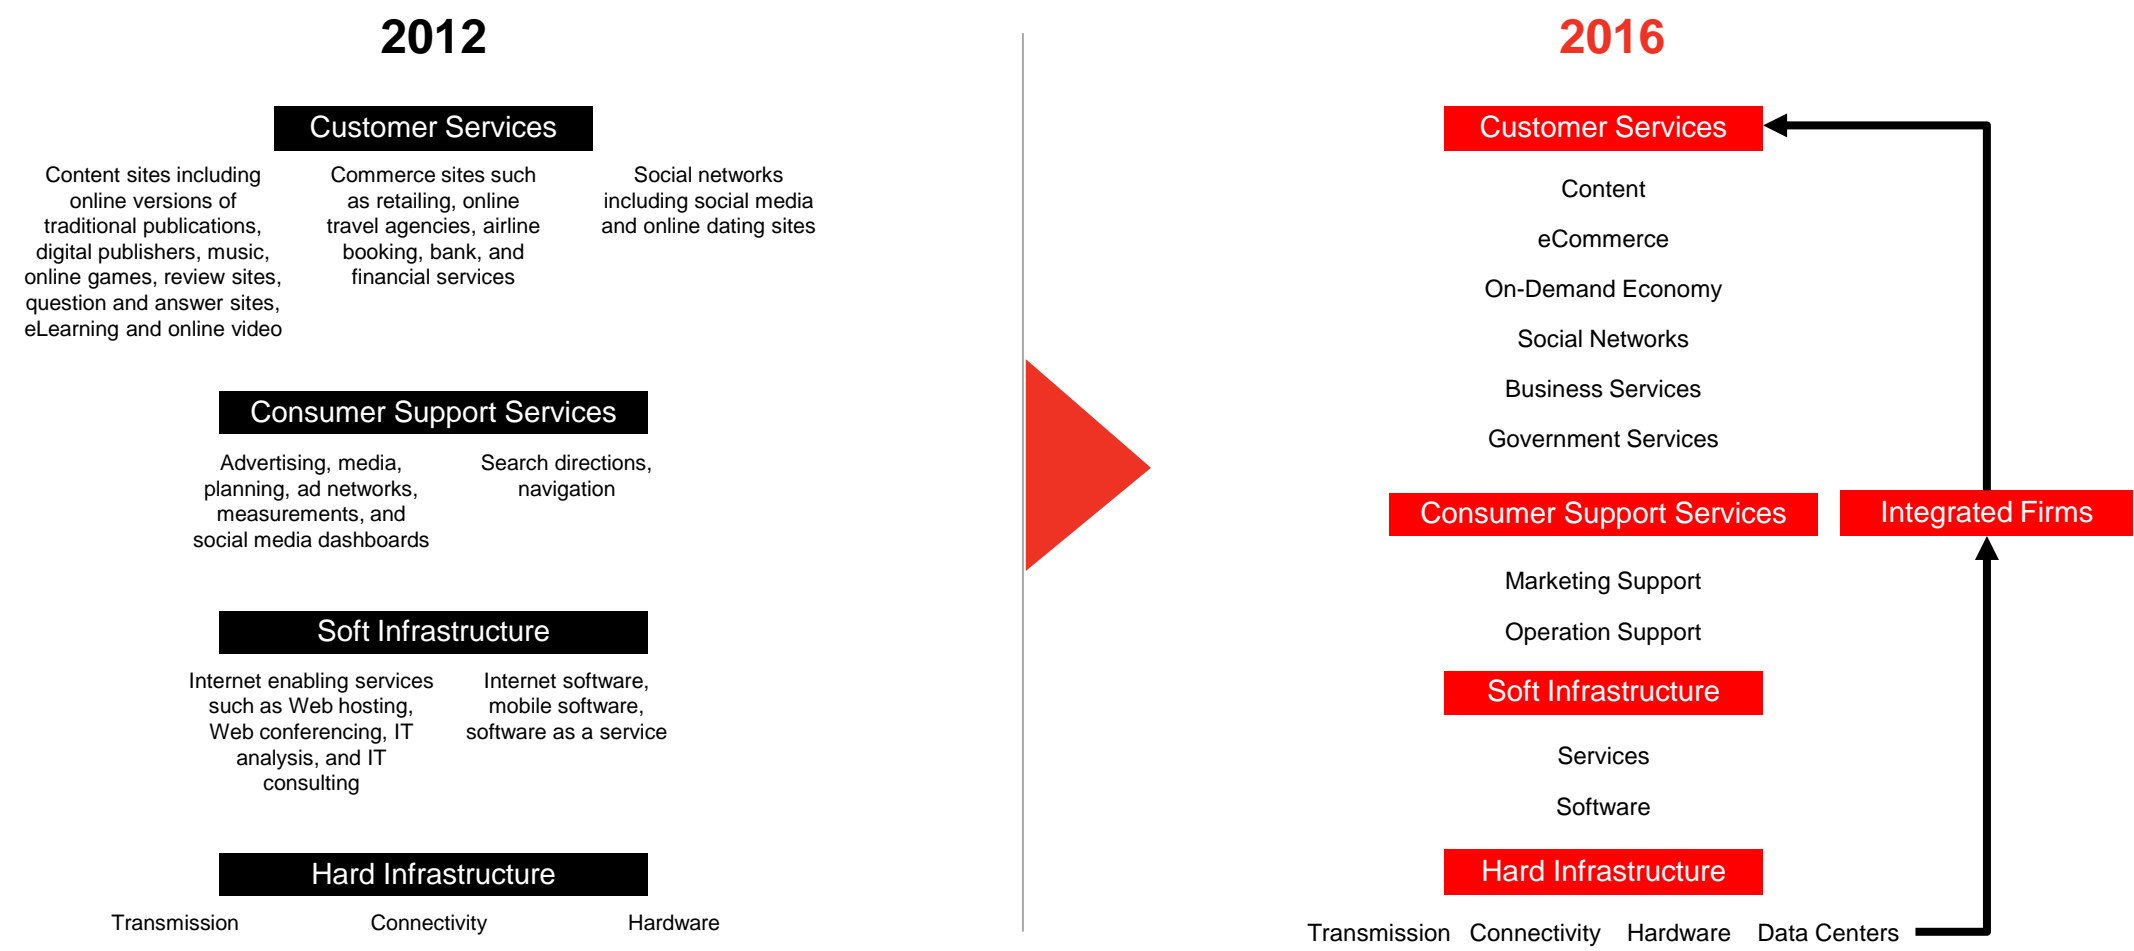 2012
Customer Services
Content sites including
online versions of
traditional publications,
digital publishers, music,
online games, review sites,
question and answer sites,
eLearning and online video
Commerce sites such
as retailing, online
travel agencies, airline
booking, bank, and
financial services
Social networks
including social media
and online dating sites
Consumer Support Services
Advertising, media,
planning, ad networks,
measurements, and
social media dashboards
Search directions,
navigation
Soft Infrastructure
Internet enabling services
such as Web hosting,
Web conferencing, IT
analysis, and IT
consulting
Internet software,
mobile software,
software as a service
Hard Infrastructure
Transmission
Connectivity
Hardware
2016
Customer Services
Content
eCommerce
On-Demand Economy
Social Networks
Business Services
Government Services
Consumer Support Services
Integrated Firms
Marketing Support
Operation Support
Soft Infrastructure
Services
Software
Hard Infrastructure
Transmission
Connectivity
Hardware
Data Centers